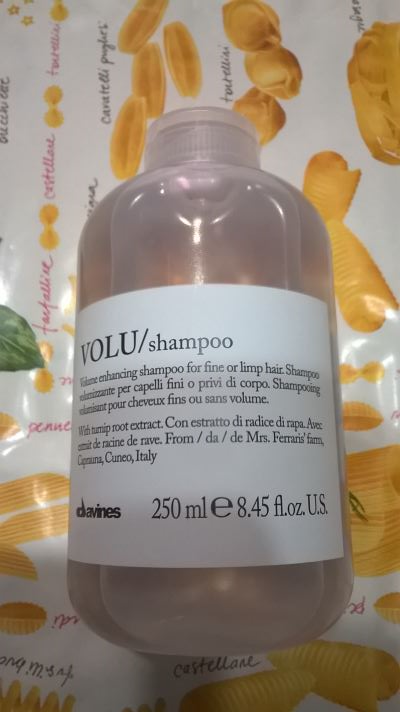 tortellini
cavatelli pugliesi
tortellini
castellane
farfalline
VOLU/shampoo
Volume enhancing shampoo for fine or limp hair. Shampoo
volumizzante per capelli fini o privi di corpo. Shampooing
volumisant pour cheveux fins ou sans volume.
With turnip root extract. Con estratto di radice di rapa. Avec
extrait de racine de rave. From / da / de Mrs. Ferraris' farm,
Caprauna, Cuneo, Italy
davines 250 ml ℮ 8.45 fl.oz. U.S.
penne
castellane